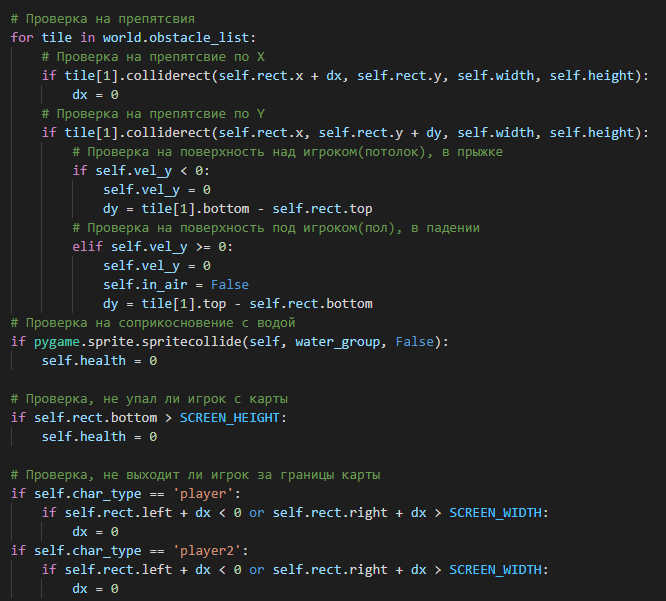 # Проверка на препятсвия
for tile in world.obstacle_list:
    # Проверка на препятсвие по X
    if tile[1].colliderect(self.rect.x + dx, self.rect.y, self.width, self.height):
        dx = 0
    # Проверка на препятсвие по Y
    if tile[1].colliderect(self.rect.x, self.rect.y + dy, self.width, self.height):
        # Проверка на поверхность над игроком(потолок), в прыжке
        if self.vel_y < 0:
            self.vel_y = 0
            dy = tile[1].bottom - self.rect.top
        # Проверка на поверхность под игроком(пол), в падении
        elif self.vel_y >= 0:
            self.vel_y = 0
            self.in_air = False
            dy = tile[1].top - self.rect.bottom
# Проверка на соприкосновение с водой
if pygame.sprite.spritecollide(self, water_group, False):
    self.health = 0

# Проверка, не упал ли игрок с карты
if self.rect.bottom > SCREEN_HEIGHT:
    self.health = 0

# Проверка, не выходит ли игрок за границы карты
if self.char_type == 'player':
    if self.rect.left + dx < 0 or self.rect.right + dx > SCREEN_WIDTH:
        dx = 0
if self.char_type == 'player2':
    if self.rect.left + dx < 0 or self.rect.right + dx > SCREEN_WIDTH:
        dx = 0